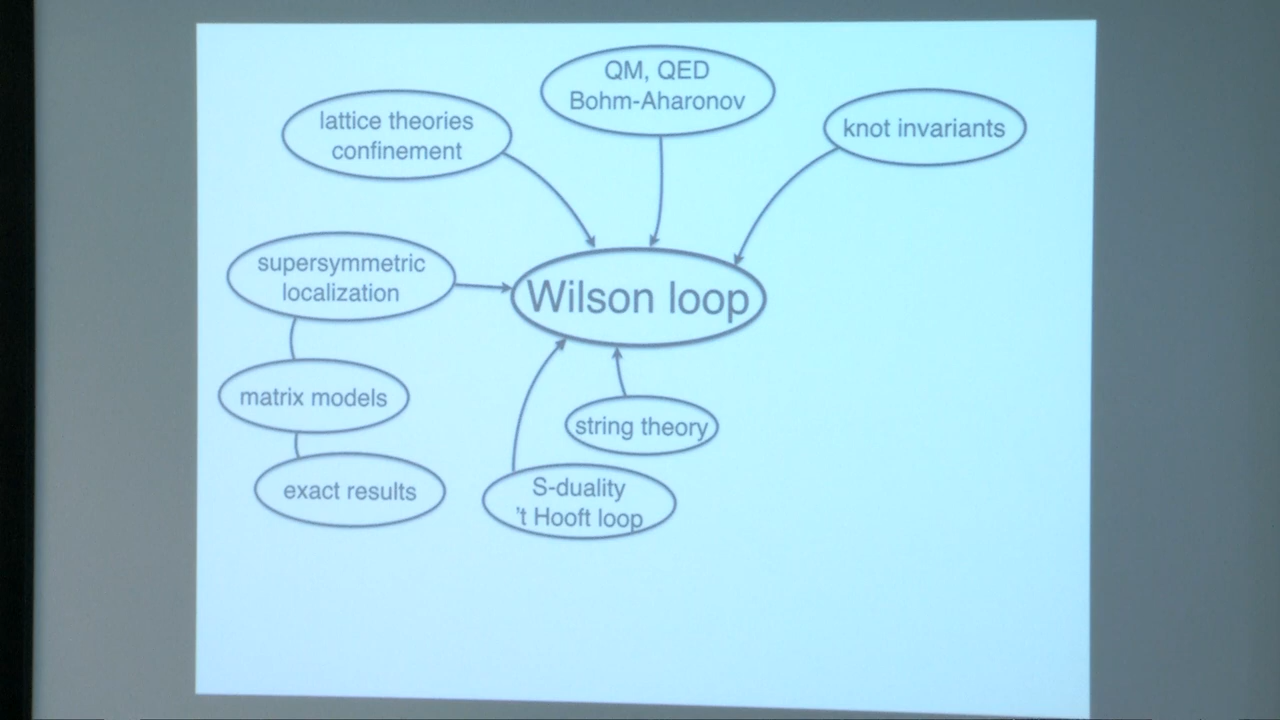 QM, QED
Bohm-Aharonov
lattice theories
confinement
knot invariants
supersymmetric
localization
Wilson loop
matrix models
string theory
exact results
S-duality
't Hooft loop